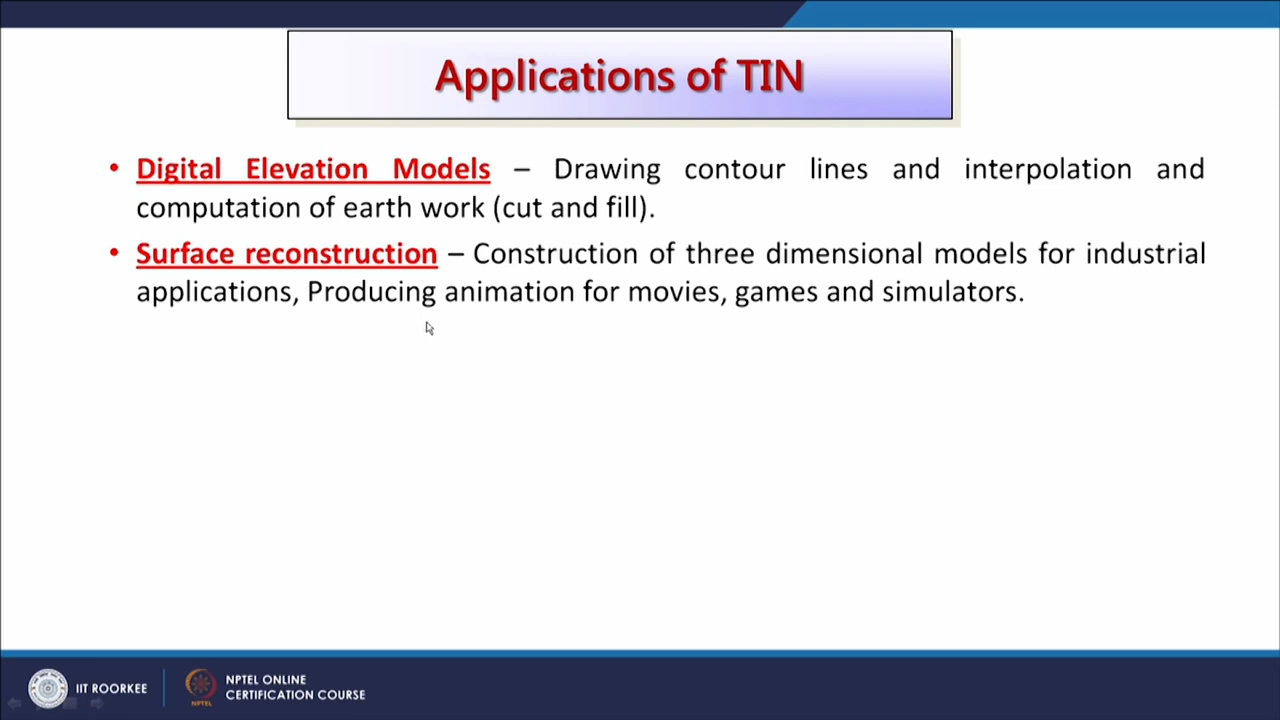 Applications of TIN
• Digital Elevation Models – Drawing contour lines and interpolation and
computation of earth work (cut and fill).
• Surface reconstruction – Construction of three dimensional models for industrial
applications, Producing animation for movies, games and simulators.
IIT ROORKEE
NPTEL
NPTEL ONLINE
CERTIFICATION COURSE